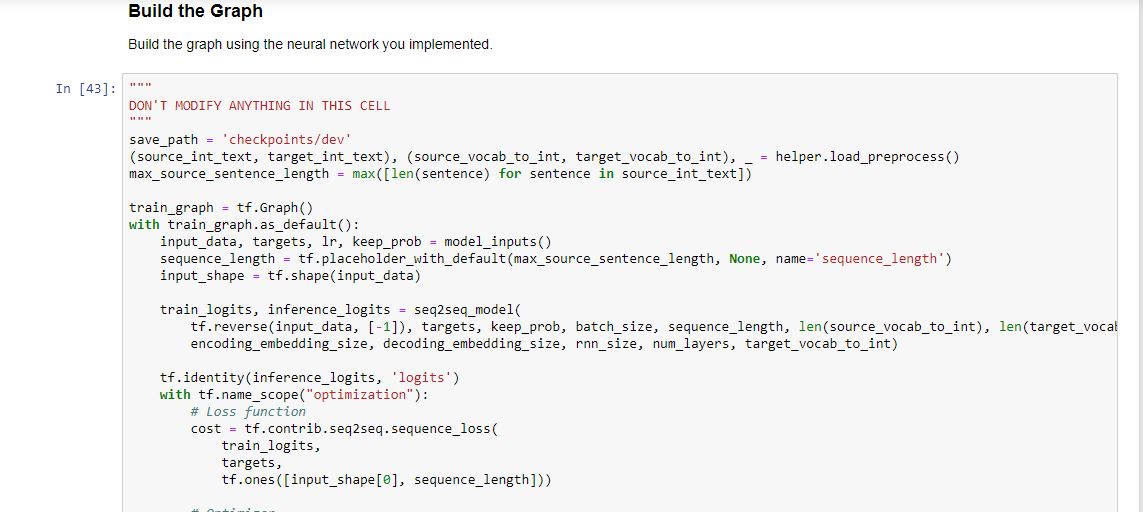 Build the Graph
Build the graph using the neural network you implemented.
In [43]:
"""
DON'T MODIFY ANYTHING IN THIS CELL
"""
save_path = 'checkpoints/dev'
(source_int_text, target_int_text), (source_vocab_to_int, target_vocab_to_int), _ = helper.load_preprocess()
max_source_sentence_length = max([len(sentence) for sentence in source_int_text])
train_graph = tf.Graph()
with train_graph.as_default():
    input_data, targets, lr, keep_prob = model_inputs()
    sequence_length = tf.placeholder_with_default(max_source_sentence_length, None, name='sequence_length')
    input_shape = tf.shape(input_data)
    train_logits, inference_logits = seq2seq_model(
        tf.reverse(input_data, [-1]), targets, keep_prob, batch_size, sequence_length, len(source_vocab_to_int), 
        encoding_embedding_size, decoding_embedding_size, rnn_size, num_layers, target_vocab_to_int)
    tf.identity(inference_logits, 'logits')
    with tf.name_scope("optimization"):
        # Loss function
        cost = tf.contrib.seq2seq.sequence_loss(
            train_logits,
            targets,
            tf.ones([input_shape[0], sequence_length]))